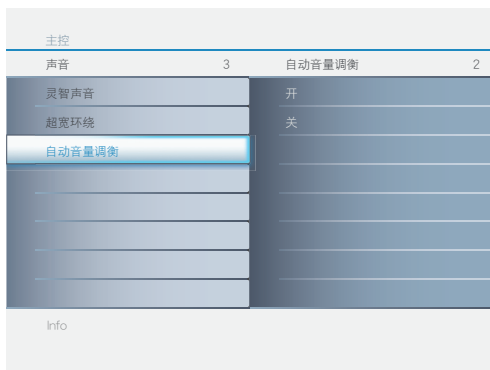 主控
声音 3 自动音量调衡 2
灵智声音 开
超宽环绕 关
自动音量调衡
Info